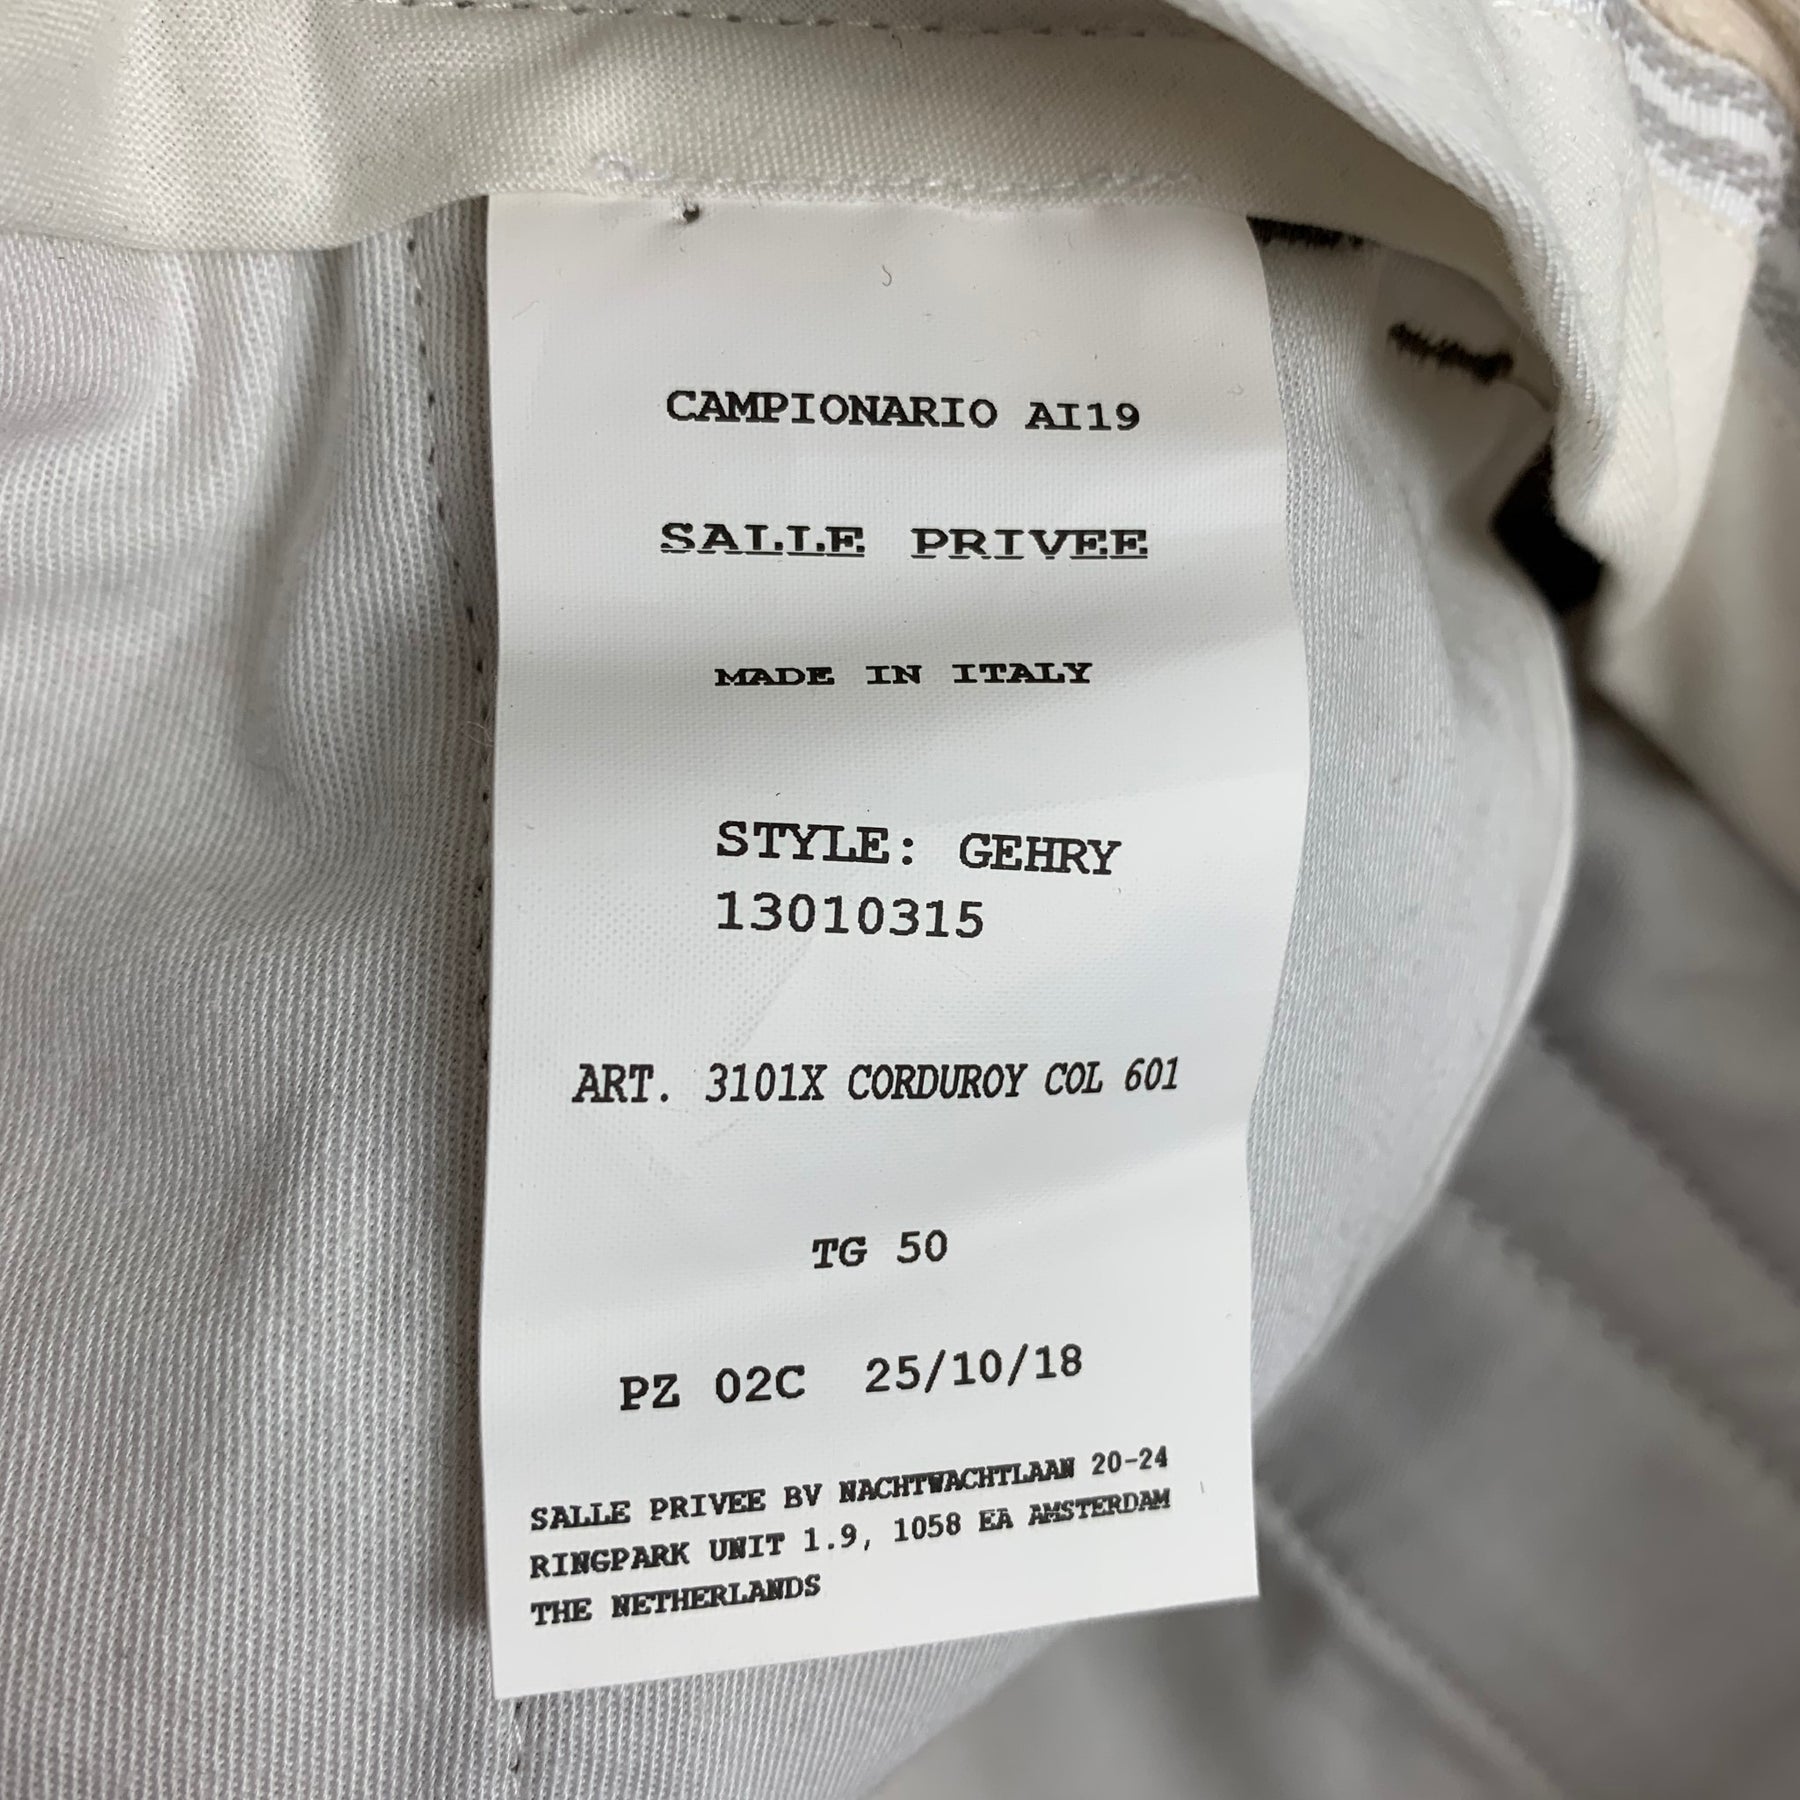 CAMPIONARIO AI19
SALLE PRIVEE
MADE IN ITALY
STYLE: GEHRY
13010315
ART. 3101X CORDUROY COL 601
TG 50
PZ 02C 25/10/18
SALLE PRIVEE BV NACHTWACHTLAAN 20-24
RINGPARK UNIT 1.9, 1058 EA AMSTERDAM
THE NETHERLANDS